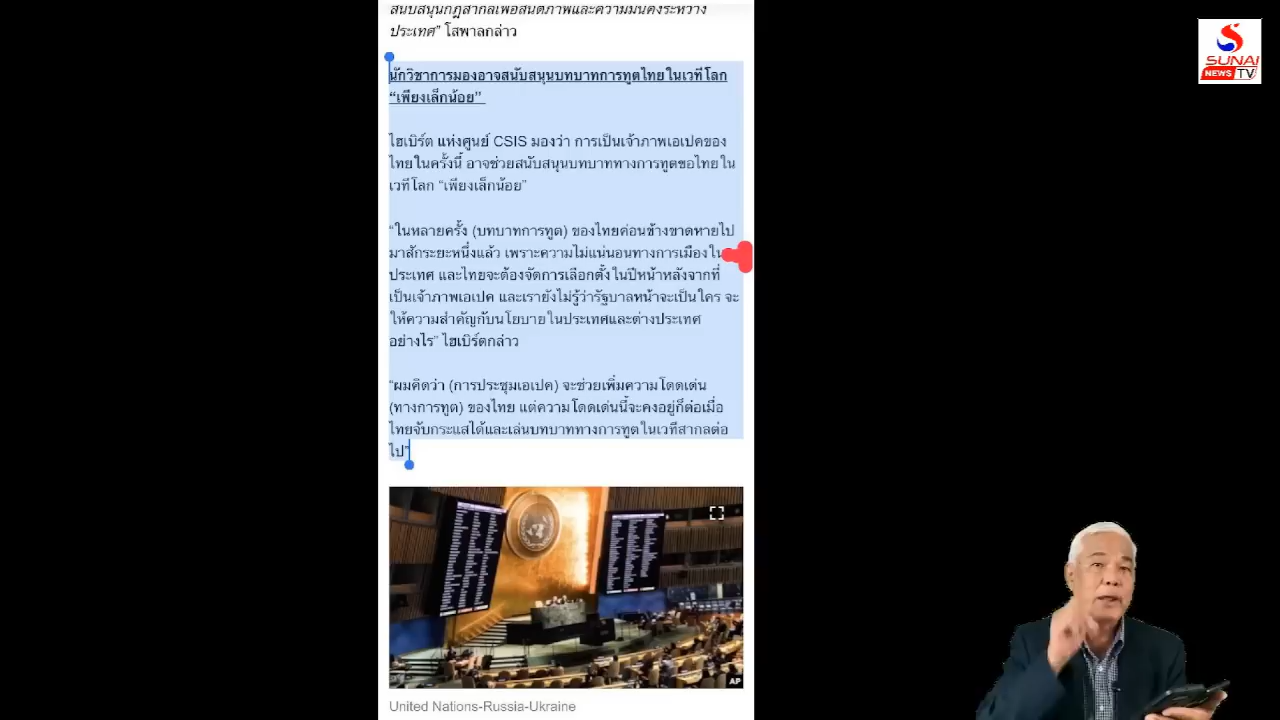 สนับสนุนกฎสากลเพื่อสันติภาพและความมั่นคงระหว่าง
ประเทศ” โสพาลกล่าว
นักวิชาการมองอาจสนับสนุนบทบาทการทูตไทยในเวทีโลก
“เพียงเล็กน้อย”
ไฮเบิร์ต แห่งศูนย์ CSIS มองว่า การเป็นเจ้าภาพเอเปคของ
ไทยในครั้งนี้ อาจช่วยสนับสนุนบทบาททางการทูตขอไทยใน
เวทีโลก “เพียงเล็กน้อย”
“ในหลายครั้ง (บทบาทการทูต) ของไทยค่อนข้างขาดหายไป
มาสักระยะหนึ่งแล้ว เพราะความไม่แน่นอนทางการเมืองใน
ประเทศ และไทยจะต้องจัดการเลือกตั้งในปีหน้าหลังจากที่
เป็นเจ้าภาพเอเปค และเรายังไม่รู้ว่ารัฐบาลหน้าจะเป็นใคร จะ
ให้ความสำคัญกับนโยบายในประเทศและต่างประเทศ
อย่างไร” ไฮเบิร์ตกล่าว
“ผมคิดว่า (การประชุมเอเปค) จะช่วยเพิ่มความโดดเด่น
(ทางการทูต) ของไทย แต่ความโดดเด่นนี้จะคงอยู่ก็ต่อเมื่อ
ไทยจับกระแสได้และเล่นบทบาททางการทูตในเวทีสากลต่อ
ไป”
AP
United Nations-Russia-Ukraine
SUNAI
NEWS TV